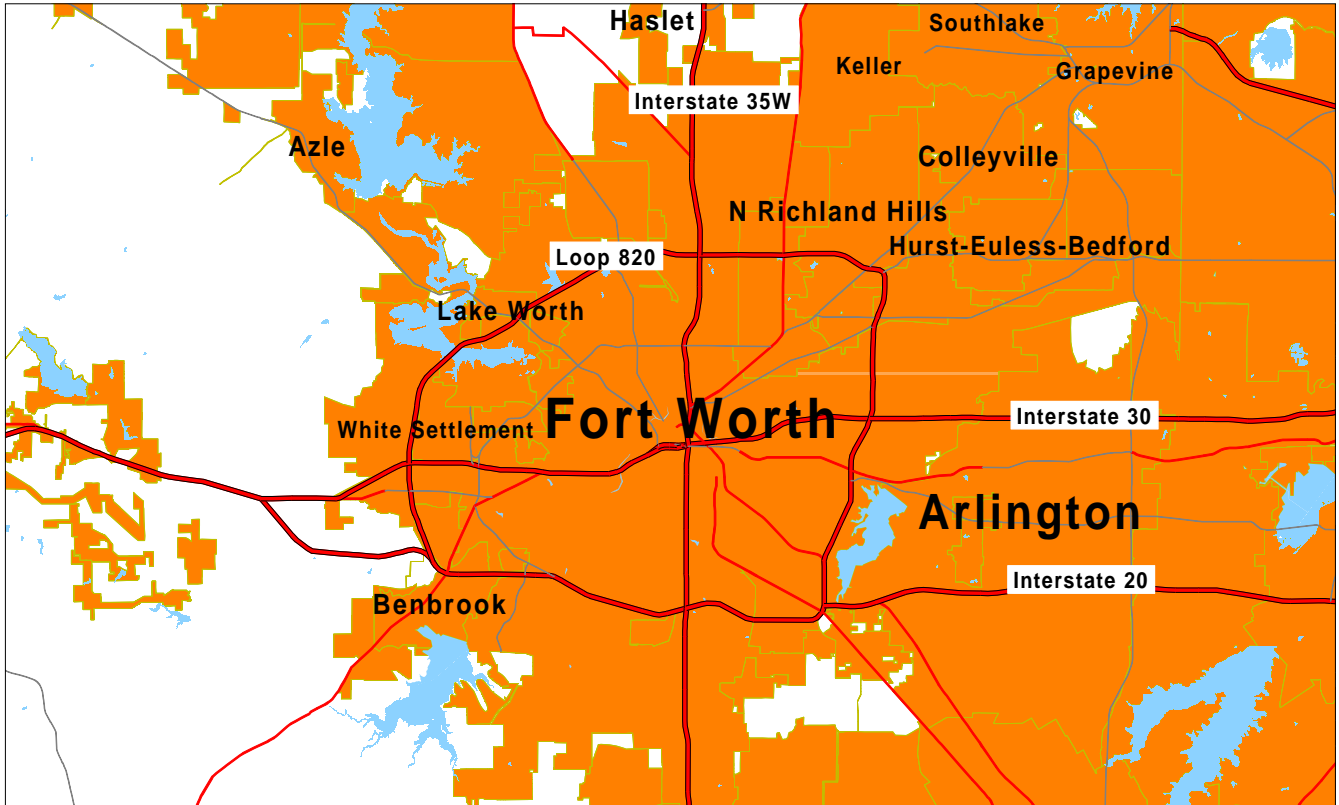 Haslet
Southlake
Keller
Grapevine
Interstate 35W
Azle
Colleyville
N Richland Hills
Hurst-Euless-Bedford
Loop 820
Lake Worth
Fort Worth
Interstate 30
White Settlement
Arlington
Interstate 20
Benbrook